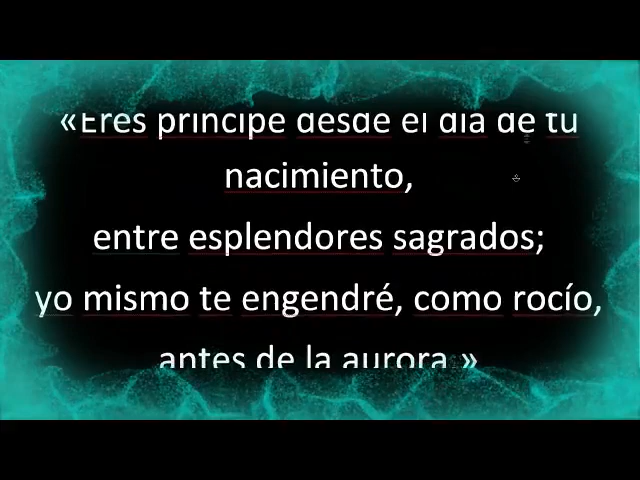 «Eres príncipe desde el día de tu
nacimiento,
entre esplendores sagrados;
yo mismo te engendré, como rocío,
antes de la aurora.»